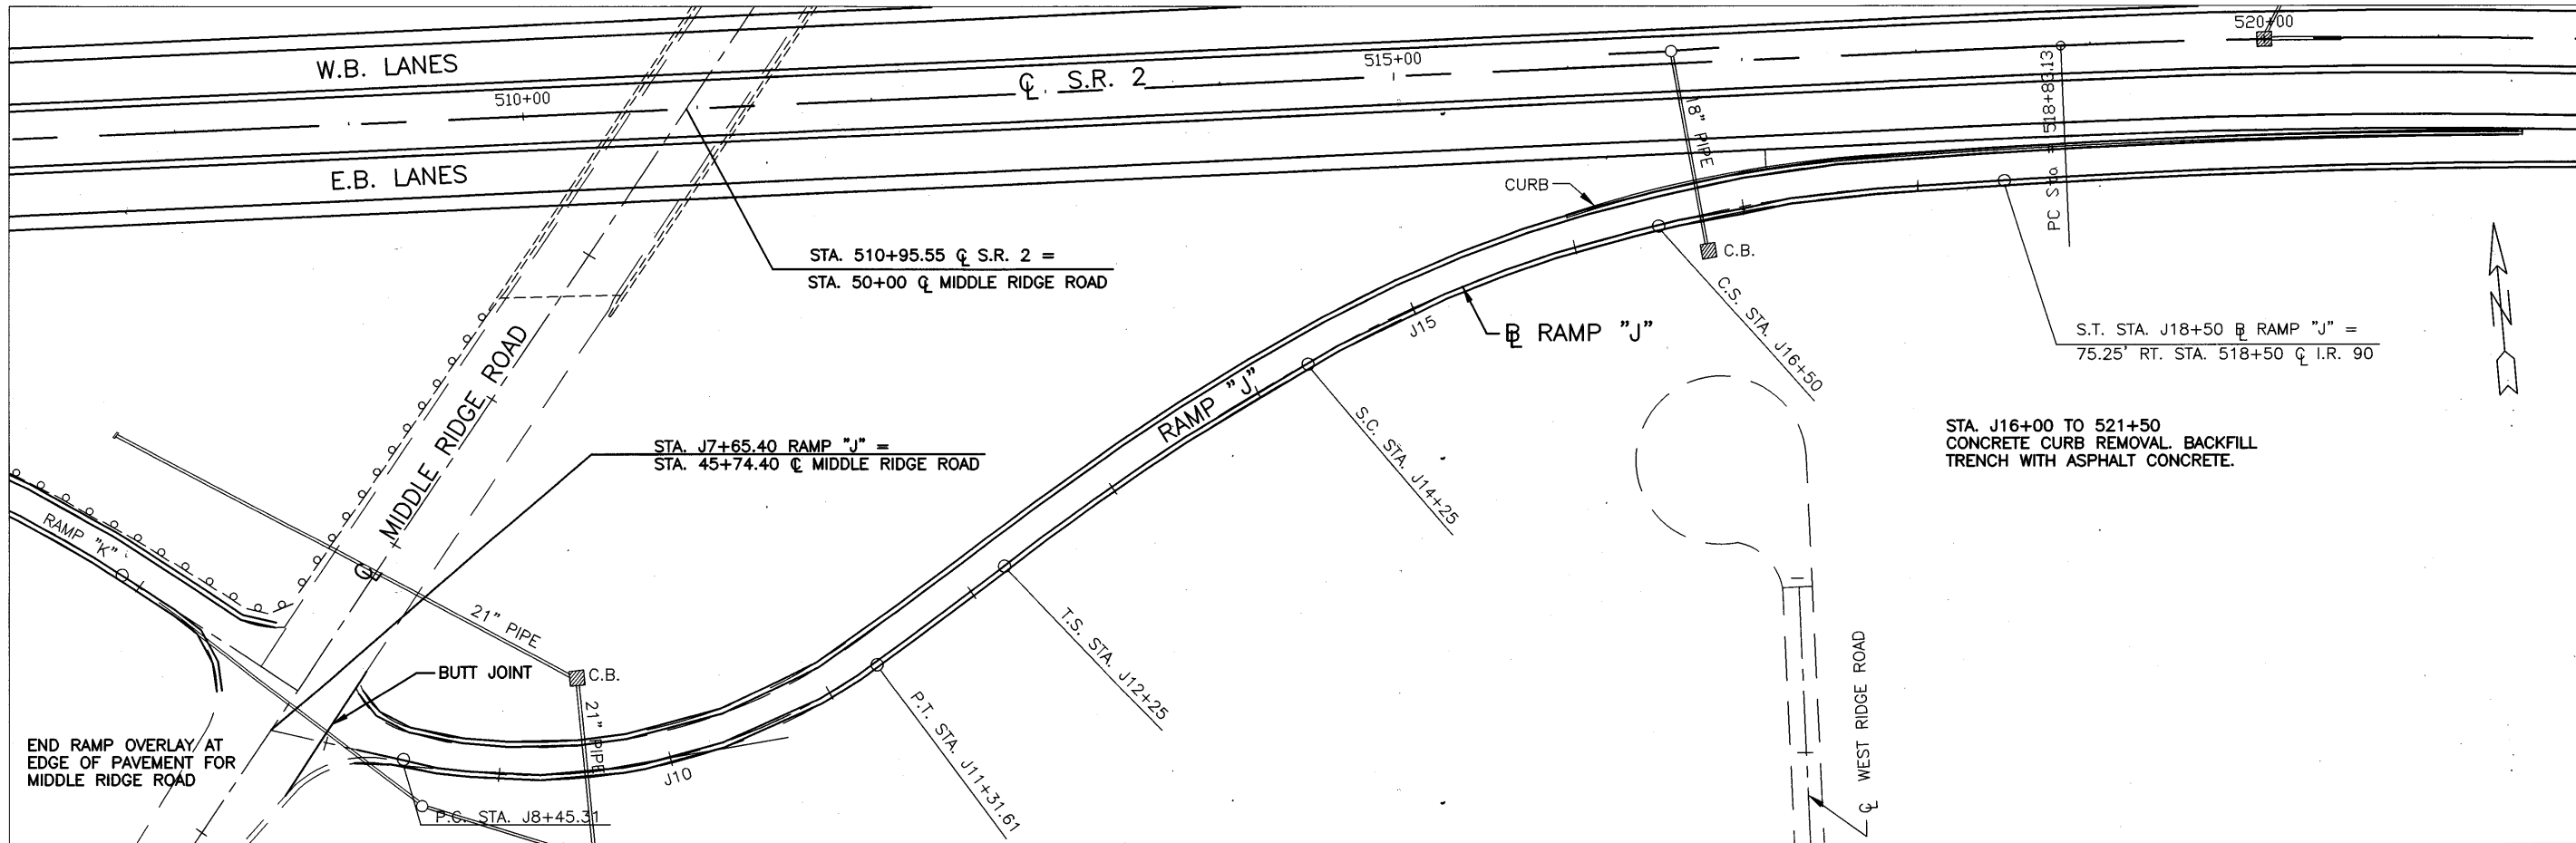 520+00
W.B. LANES
515+00
℄ S.R. 2
510+00
18" PIPE
PC Sta = 518+83.13
E.B. LANES
CURB
C.B.
STA. 510+95.55 ℄ S.R. 2 =
STA. 50+00 ℄ MIDDLE RIDGE ROAD
C.S. STA. J16+50
J15
B̲L RAMP "J"
S.T. STA. J18+50 B̲L RAMP "J" =
75.25' RT. STA. 518+50 ℄ I.R. 90
N
MIDDLE RIDGE ROAD
RAMP "J"
S.C. STA. J14+25
STA. J16+00 TO 521+50
CONCRETE CURB REMOVAL. BACKFILL
TRENCH WITH ASPHALT CONCRETE.
STA. J7+65.40 RAMP "J" =
STA. 45+74.40 ℄ MIDDLE RIDGE ROAD
RAMP "K"
21" PIPE
T.S. STA. J12+25
BUTT JOINT
C.B.
21" PIPE
P.T. STA. J11+31.61
℄ WEST RIDGE ROAD
END RAMP OVERLAY AT
EDGE OF PAVEMENT FOR
MIDDLE RIDGE ROAD
J10
P.C. STA. J8+45.31